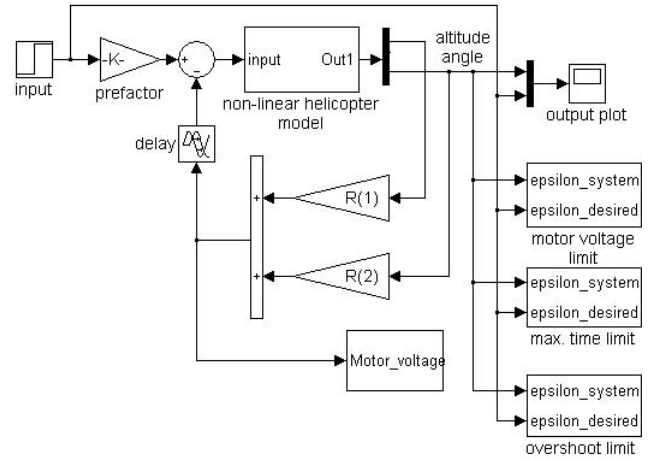 altitude
angle
-K-
+
−
input
Out1
input
prefactor
non-linear helicopter
model
output plot
delay
+
R(1)
epsilon_system
epsilon_desired
motor voltage
limit
+
R(2)
epsilon_system
epsilon_desired
max. time limit
Motor_voltage
epsilon_system
epsilon_desired
overshoot limit